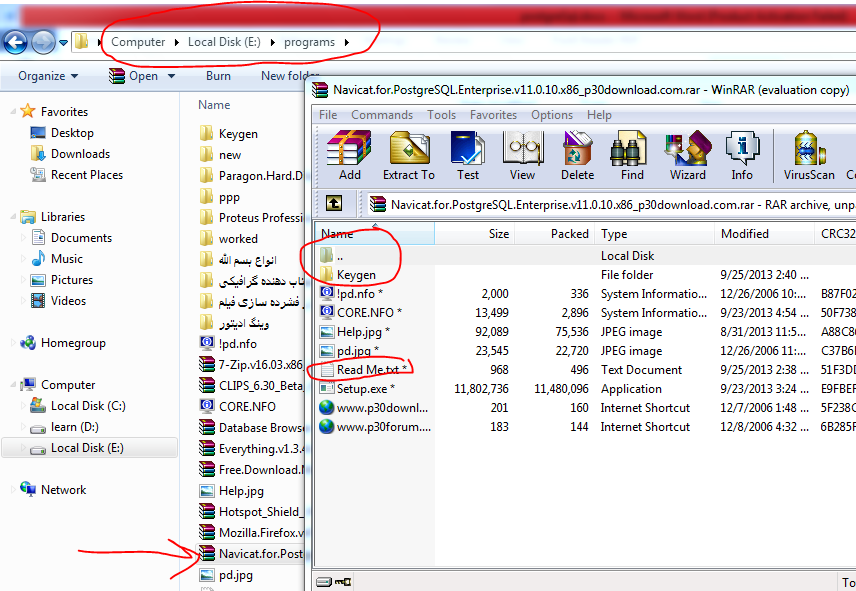 Computer ▸ Local Disk (E:) ▸ programs ▸
Organize Open Burn New folder
Favorites
Desktop
Downloads
Recent Places
Libraries
Documents
Music
Pictures
Videos
Homegroup
Computer
Local Disk (C:)
learn (D:)
Local Disk (E:)
Network
Name
Keygen
new
Paragon.Hard.D
ppp
Proteus Professi
worked
انواع بسم الله
تاب دهنده گرافیکی
فشرده سازی فیلم
وینگ ادیتور
!pd.nfo
7-Zip.v16.03.x86_
CLIPS_6.30_Beta_
CORE.NFO
Database Browse
Everything.v1.3.4
Free.Download.M
Help.jpg
Hotspot_Shield_
Mozilla.Firefox.v
Navicat.for.Post
pd.jpg
Navicat.for.PostgreSQL.Enterprise.v11.0.10.x86_p30download.com.rar - WinRAR (evaluation copy)
File Commands Tools Favorites Options Help
Add Extract To Test View Delete Find Wizard Info VirusScan Co
Navicat.for.PostgreSQL.Enterprise.v11.0.10.x86_p30download.com.rar - RAR archive, unpa
Name Size Packed Type Modified CRC32
.. Local Disk
Keygen File folder 9/25/2013 2:40 ...
!pd.nfo * 2,000 336 System Informatio... 12/26/2006 10:... B87F02
CORE.NFO * 13,499 2,896 System Informatio... 9/23/2013 4:54 ... 50F738
Help.jpg * 92,089 75,536 JPEG image 8/31/2013 11:5... A88C80
pd.jpg * 23,545 22,720 JPEG image 12/26/2006 11:... C37B6
Read Me.txt * 968 496 Text Document 9/25/2013 2:38 ... 51F3DD
Setup.exe * 11,802,736 11,480,096 Application 9/23/2013 3:24 ... E9FBEF
www.p30downl... 201 160 Internet Shortcut 12/7/2006 1:48 ... 5F238C
www.p30forum.... 183 144 Internet Shortcut 12/8/2006 4:32 ... 6B285F
To